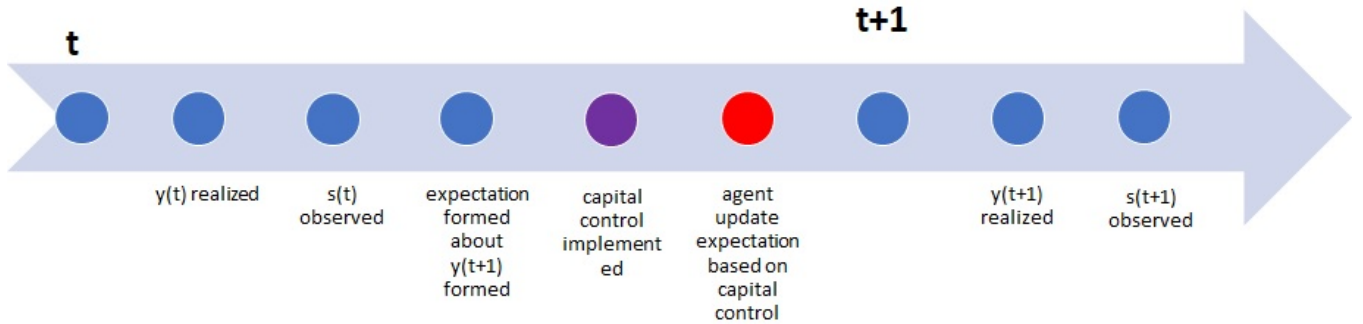 t
t+1
y(t) realized
s(t)
observed
expectation
formed
about
y(t+1)
formed
capital
control
implement
ed
agent
update
expectation
based on
capital
control
y(t+1)
realized
s(t+1)
observed